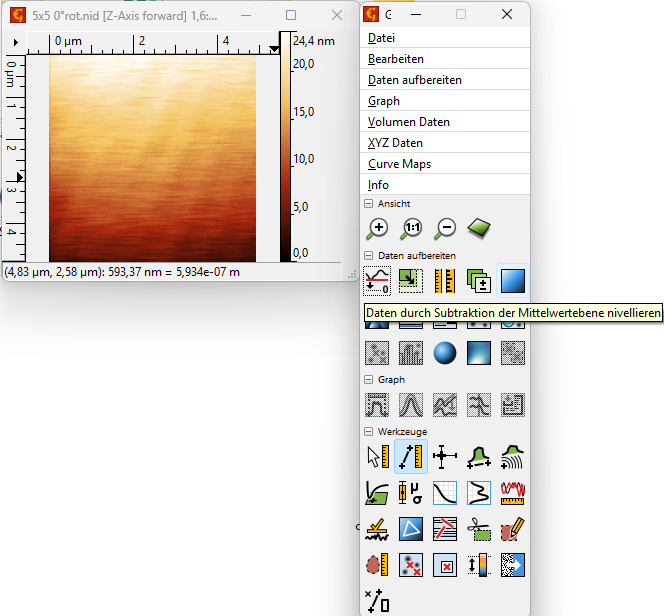 5x5 0°rot.nid [Z-Axis forward] 1,6:...
0 µm 2 4
24,4 nm
20,0
15,0
10,0
5,0
0,0
0 µm
1
2
3
4
(4,83 µm, 2,58 µm): 593,37 nm = 5,934e-07 m
G
Datei
Bearbeiten
Daten aufbereiten
Graph
Volumen Daten
XYZ Daten
Curve Maps
Info
Ansicht
1:1
Daten aufbereiten
0
Daten durch Subtraktion der Mittelwertebene nivellieren
Graph
Werkzeuge
µ
σ